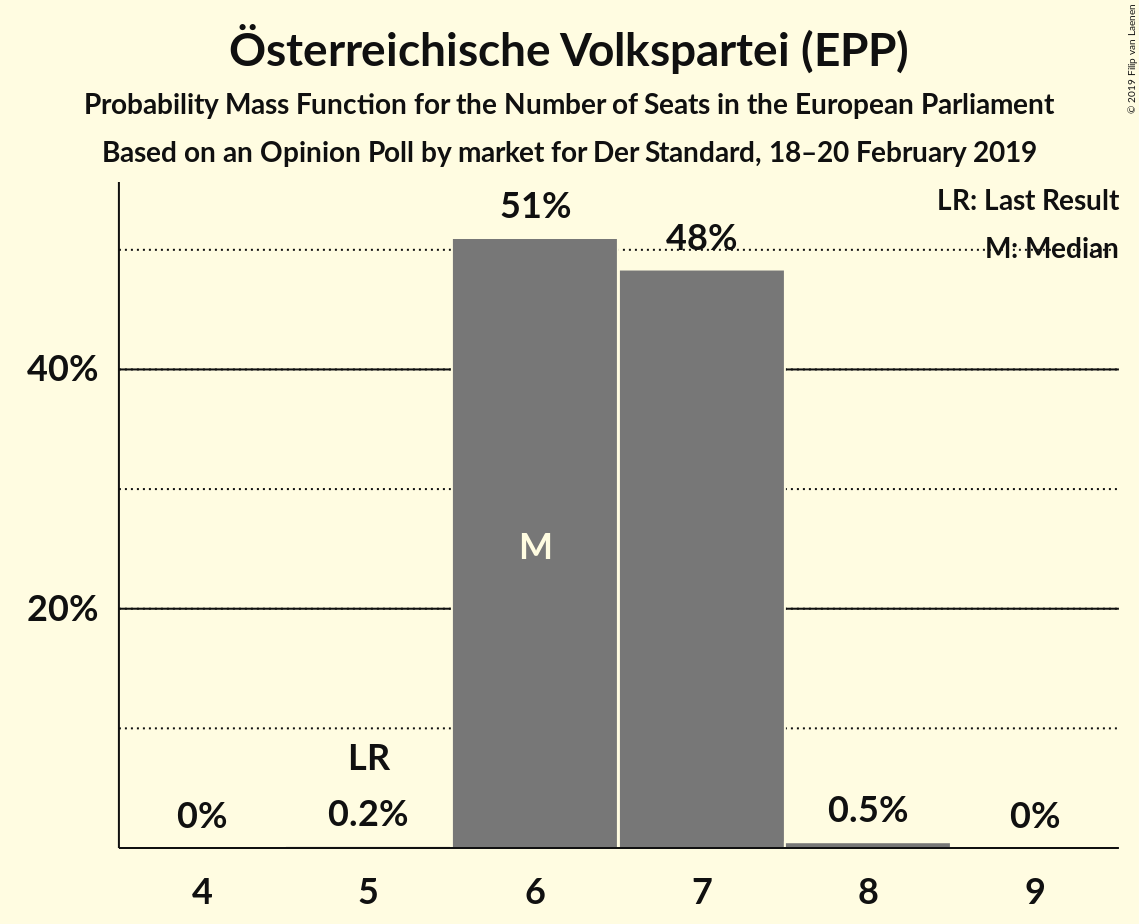 Österreichische Volkspartei (EPP)
Probability Mass Function for the Number of Seats in the European Parliament
Based on an Opinion Poll by market for Der Standard, 18–20 February 2019
© 2019 Filip van Laenen
LR: Last Result
M: Median
51%
48%
40%
M
20%
LR
0%
0.2%
0.5%
0%
4
5
6
7
8
9